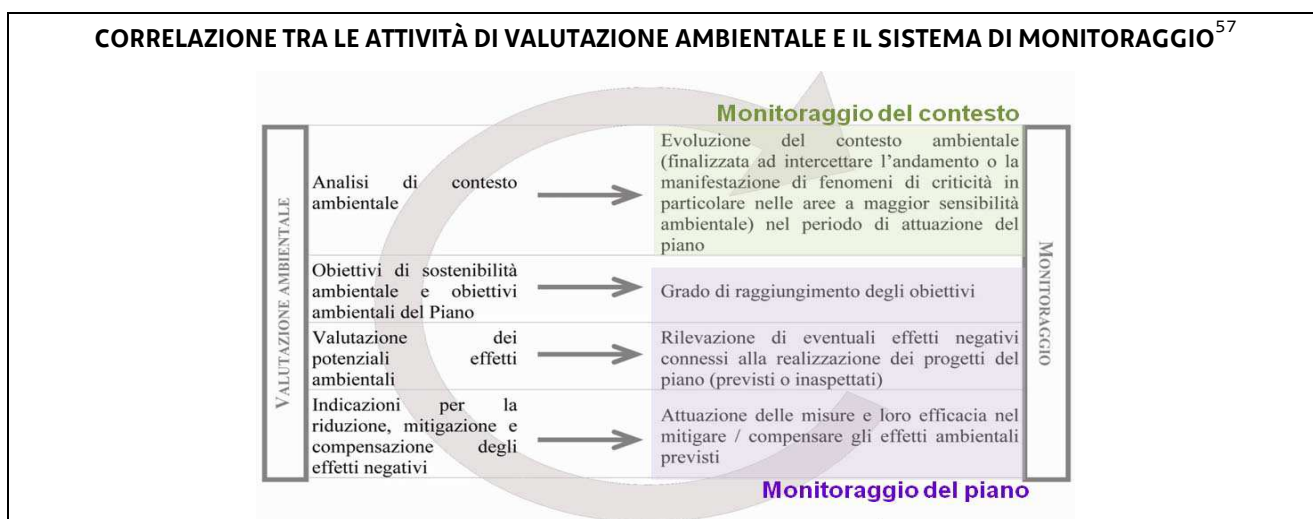 CORRELAZIONE TRA LE ATTIVITÀ DI VALUTAZIONE AMBIENTALE E IL SISTEMA DI MONITORAGGIO57
Monitoraggio del contesto
VALUTAZIONE AMBIENTALE
Analisi di contesto
ambientale
Evoluzione del contesto ambientale
(finalizzata ad intercettare l'andamento o la
manifestazione di fenomeni di criticità in
particolare nelle aree a maggior sensibilità
ambientale) nel periodo di attuazione del
piano
Obiettivi di sostenibilità
ambientale e obiettivi
ambientali del Piano
Grado di raggiungimento degli obiettivi
Valutazione dei
potenziali effetti
ambientali
Rilevazione di eventuali effetti negativi
connessi alla realizzazione dei progetti del
piano (previsti o inaspettati)
Indicazioni per la
riduzione, mitigazione e
compensazione degli
effetti negativi
Attuazione delle misure e loro efficacia nel
mitigare / compensare gli effetti ambientali
previsti
MONITORAGGIO
Monitoraggio del piano